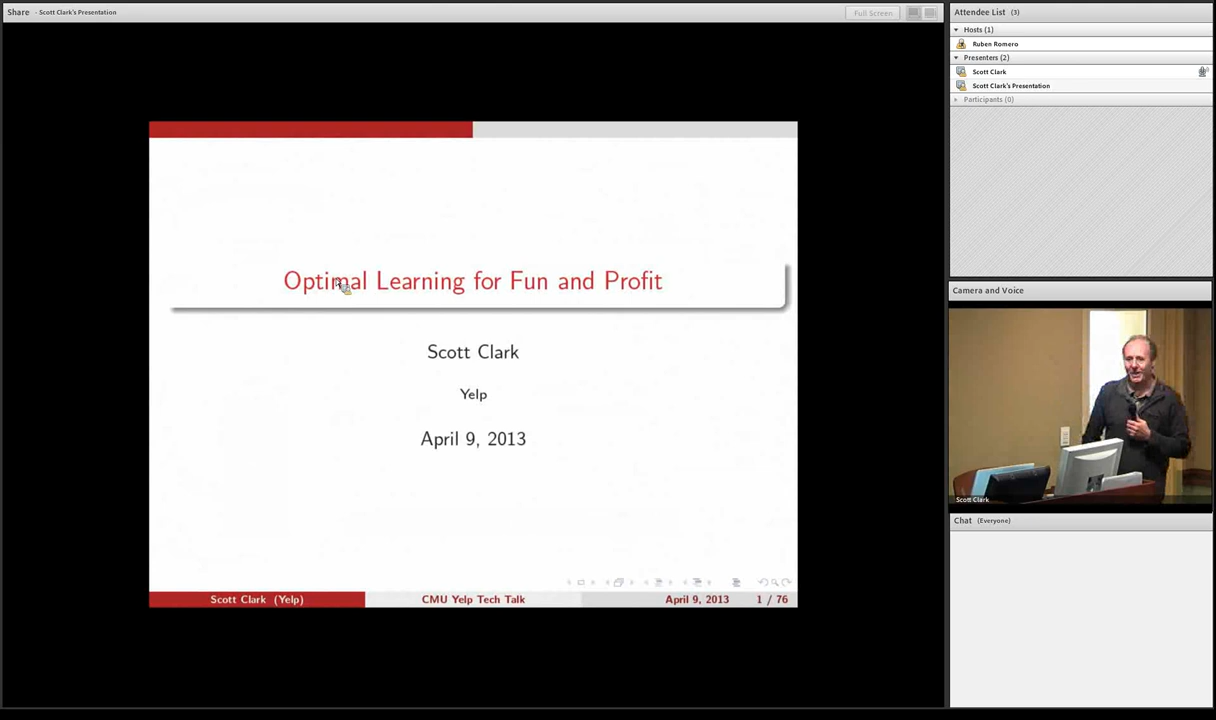 Share - Scott Clark's Presentation
Full Screen
Optimal Learning for Fun and Profit
Scott Clark
Yelp
April 9, 2013
Scott Clark (Yelp) CMU Yelp Tech Talk April 9, 2013 1 / 76
Attendee List (3)
Hosts (1)
Ruben Romero
Presenters (2)
Scott Clark
Scott Clark's Presentation
Participants (0)
Camera and Voice
Scott Clark
Chat (Everyone)